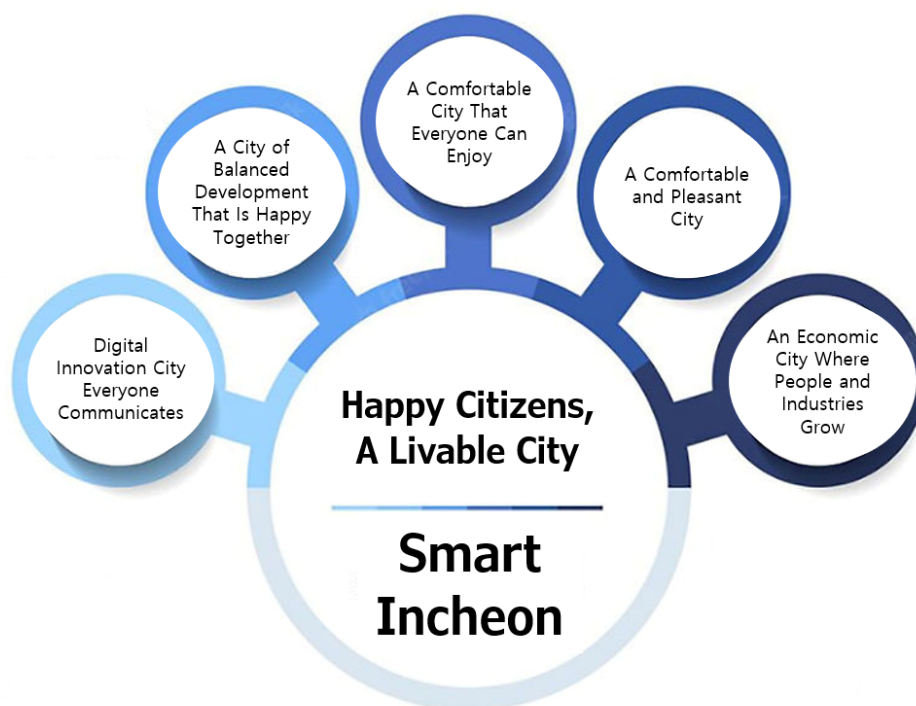 A Comfortable
City That
Everyone Can
Enjoy
A City of
Balanced
Development
That Is Happy
Together
A Comfortable
and Pleasant
City
Digital
Innovation City
Everyone
Communicates
An Economic
City Where
People and
Industries
Grow
Happy Citizens,
A Livable City
Smart
Incheon